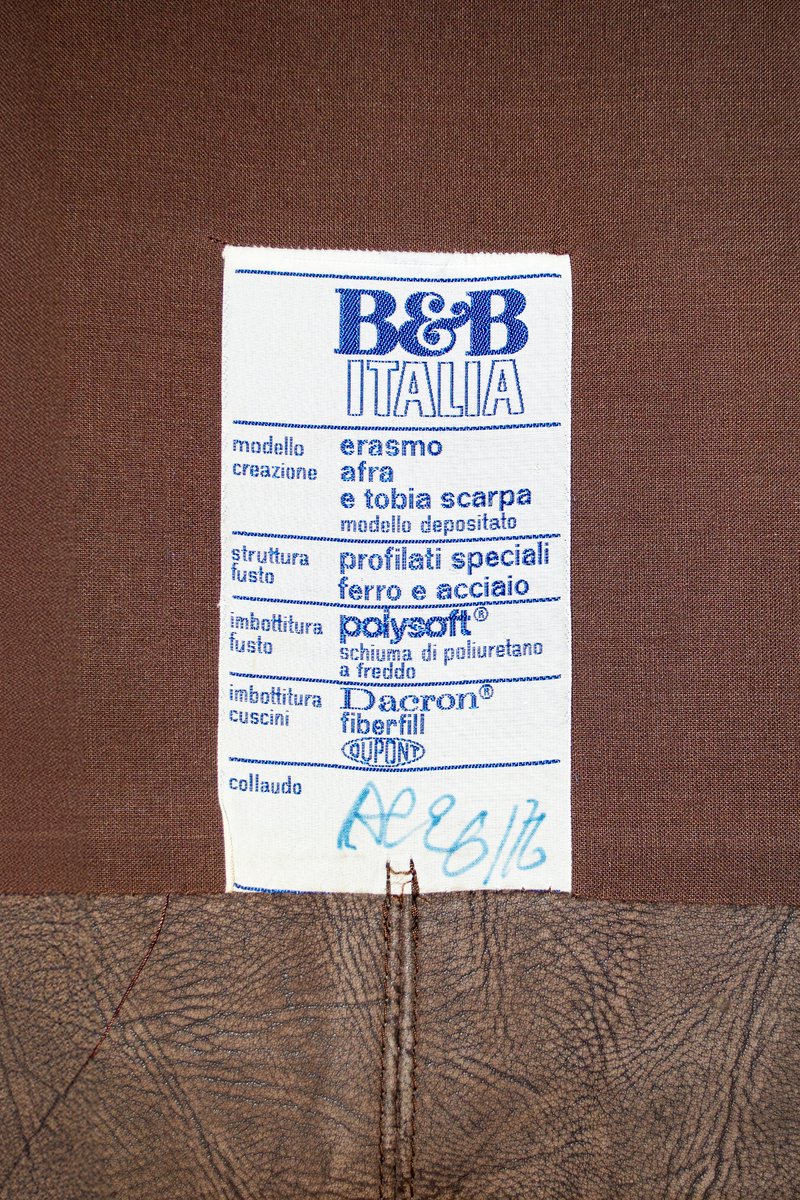 B&B
ITALIA
modello erasmo
creazione afra
e tobia scarpa
modello depositato
struttura profilati speciali
fusto ferro e acciaio
imbottitura polysoft®
fusto schiuma di poliuretano
a freddo
imbottitura Dacron®
cuscini fiberfill
DUPONT
collaudo